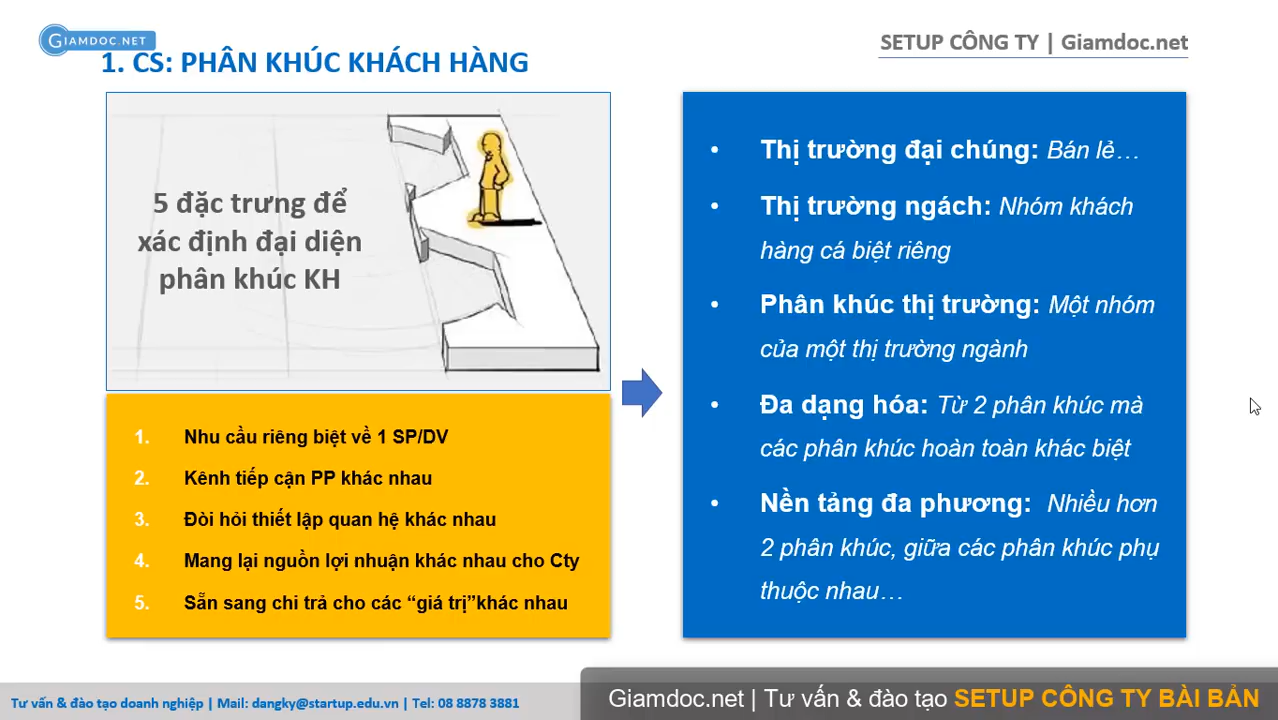 GIAMDOC.NET
SETUP CÔNG TY | Giamdoc.net
1. CS: PHÂN KHÚC KHÁCH HÀNG
5 đặc trưng để
xác định đại diện
phân khúc KH
1. Nhu cầu riêng biệt về 1 SP/DV
2. Kênh tiếp cận PP khác nhau
3. Đòi hỏi thiết lập quan hệ khác nhau
4. Mang lại nguồn lợi nhuận khác nhau cho Cty
5. Sẵn sang chi trả cho các “giá trị”khác nhau
• Thị trường đại chúng: Bán lẻ…
• Thị trường ngách: Nhóm khách
hàng cá biệt riêng
• Phân khúc thị trường: Một nhóm
của một thị trường ngành
• Đa dạng hóa: Từ 2 phân khúc mà
các phân khúc hoàn toàn khác biệt
• Nền tảng đa phương: Nhiều hơn
2 phân khúc, giữa các phân khúc phụ
thuộc nhau…
Tư vấn & đào tạo doanh nghiệp | Mail: dangky@startup.edu.vn | Tel: 08 8878 3881
Giamdoc.net | Tư vấn & đào tạo SETUP CÔNG TY BÀI BẢN